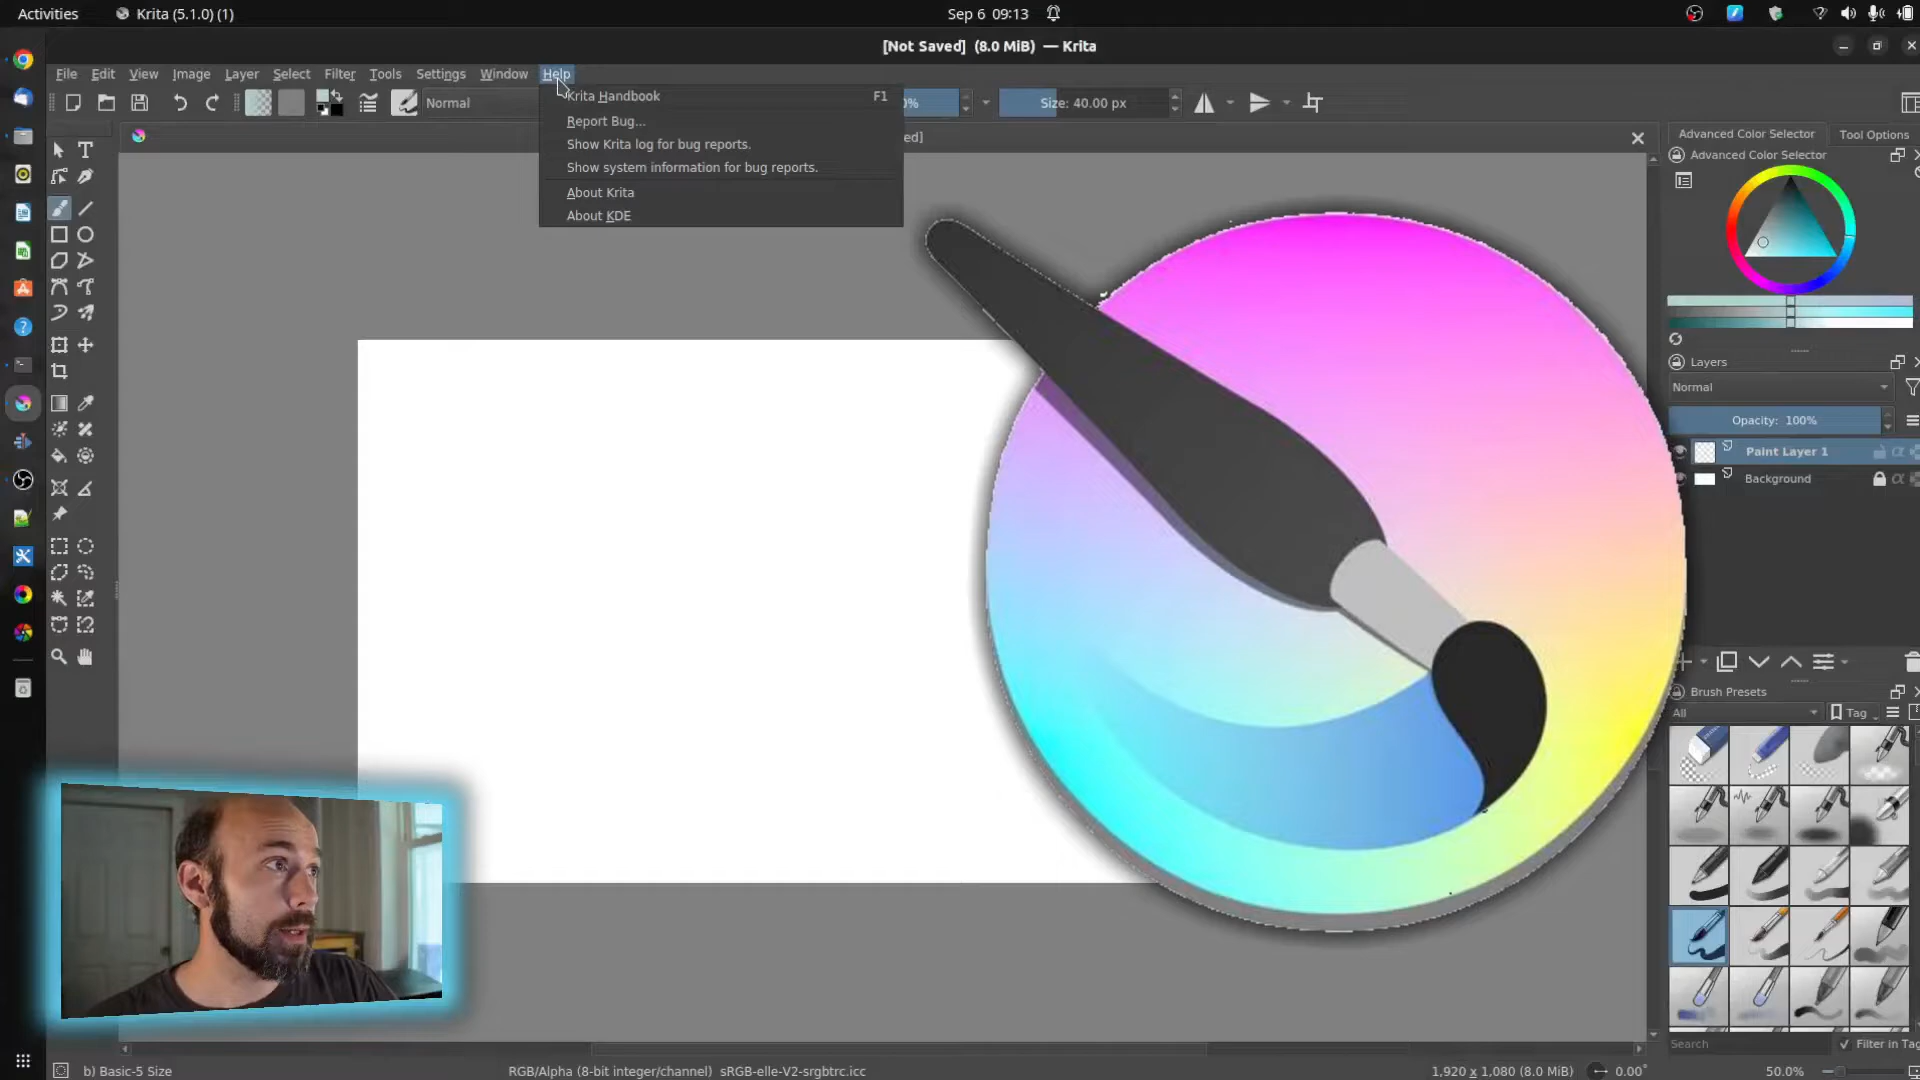 Activities
Krita (5.1.0) (1)
Sep 6 09:13
[Not Saved] (8.0 MiB) — Krita
File Edit View Image Layer Select Filter Tools Settings Window Help
Normal
0%
Size: 40.00 px
Krita Handbook F1
Report Bug...
Show Krita log for bug reports.
Show system information for bug reports.
About Krita
About KDE
ed]
Advanced Color Selector
Tool Options
Advanced Color Selector
Layers
Normal
Opacity: 100%
Paint Layer 1
Background
Brush Presets
All
Tag
Search
Filter in Tag
b) Basic-5 Size
RGB/Alpha (8-bit integer/channel) sRGB-elle-V2-srgbtrc.icc
1,920 x 1,080 (8.0 MiB)
0.00°
50.0%